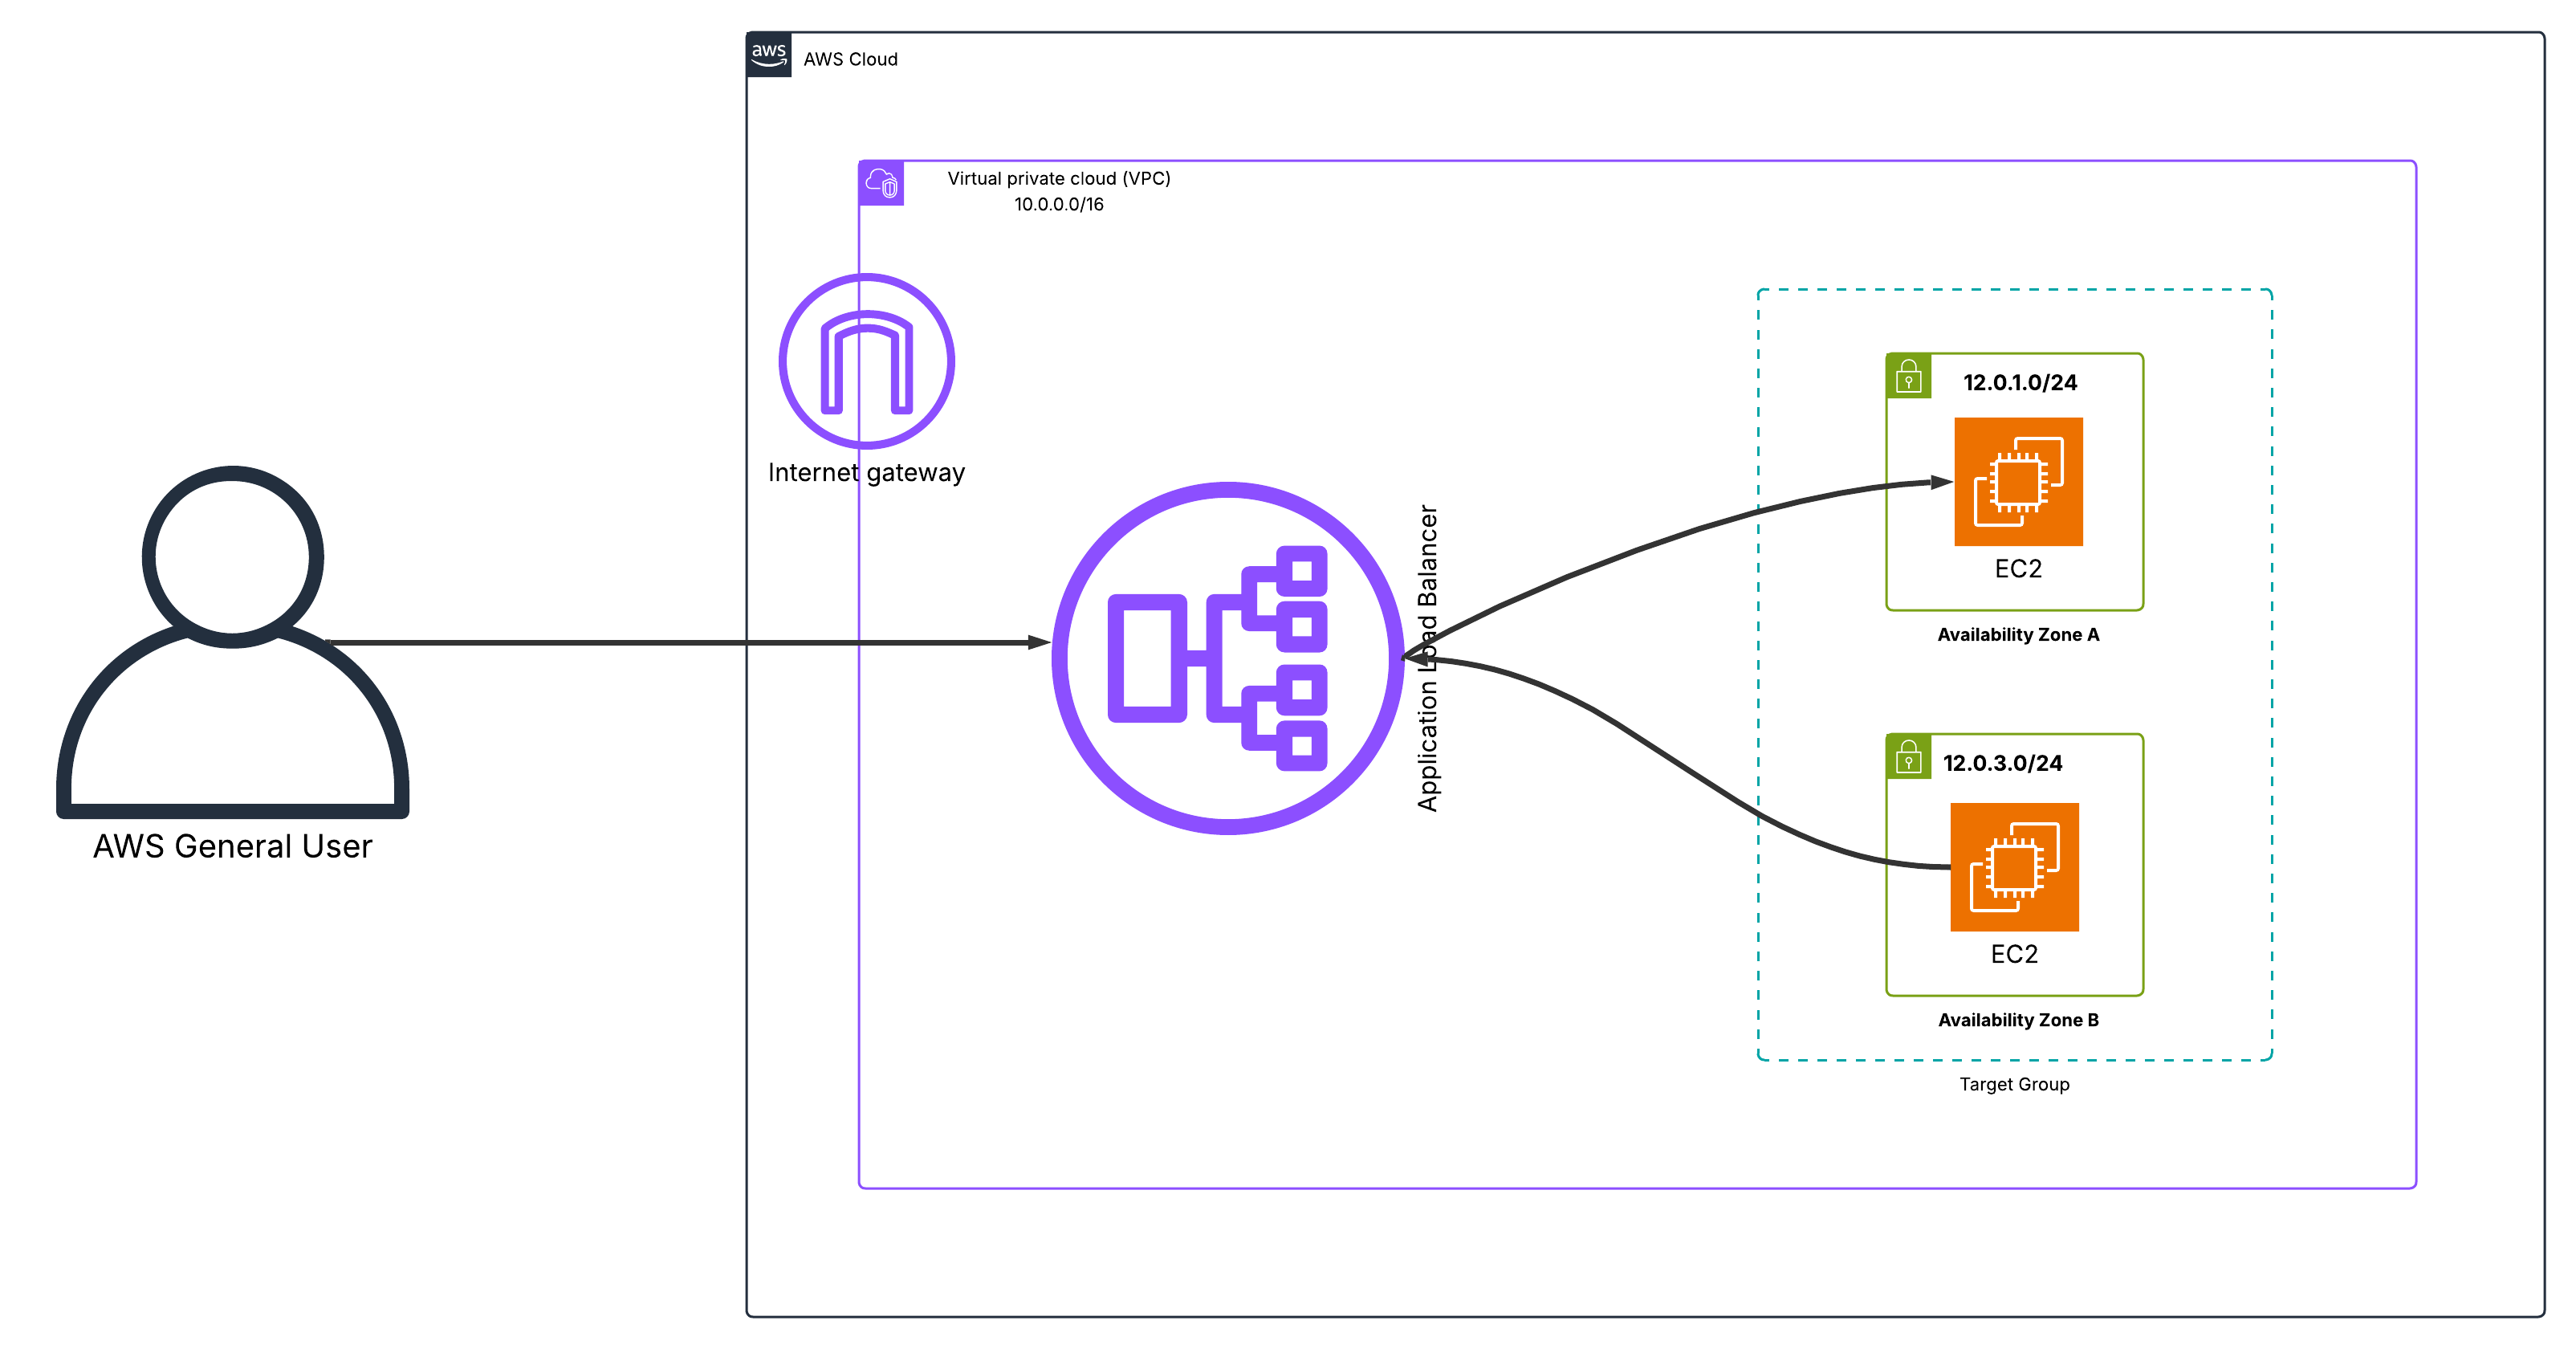 aws
AWS Cloud
Virtual private cloud (VPC)
10.0.0.0/16
Internet gateway
AWS General User
Application Load Balancer
12.0.1.0/24
EC2
Availability Zone A
12.0.3.0/24
EC2
Availability Zone B
Target Group